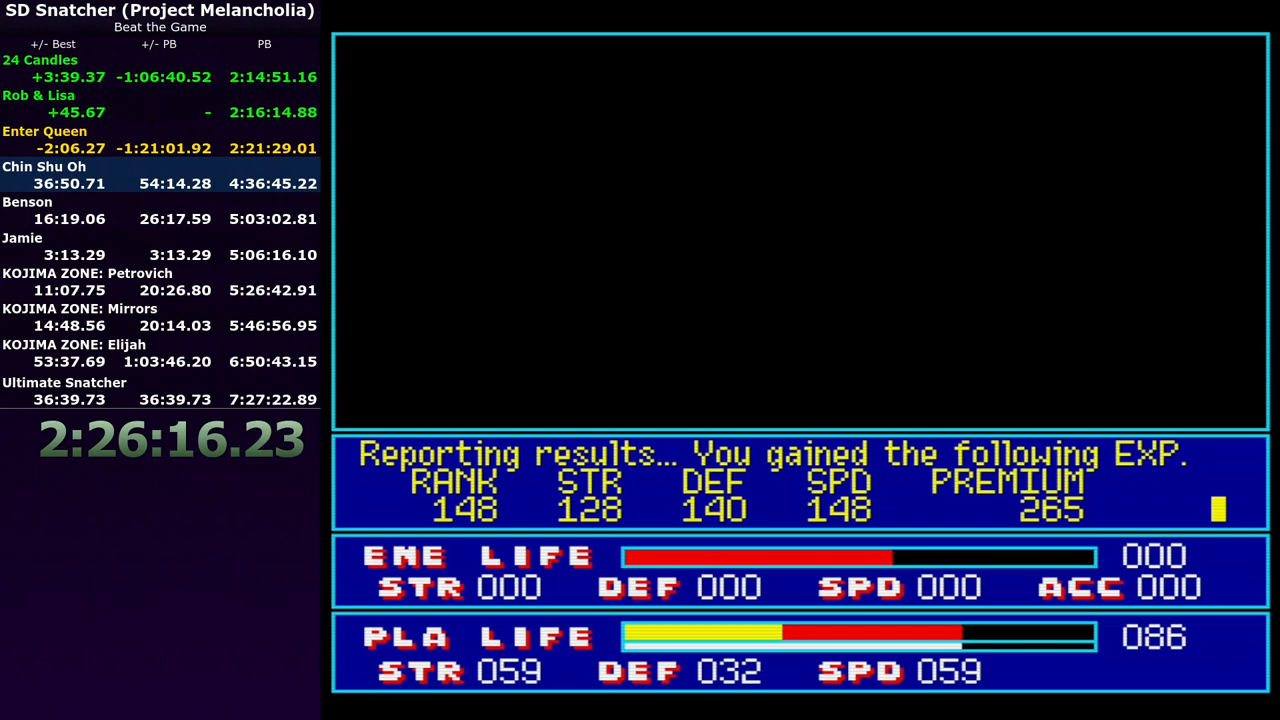 SD Snatcher (Project Melancholia)
Beat the Game
+/- Best +/- PB PB
24 Candles
+3:39.37 -1:06:40.52 2:14:51.16
Rob & Lisa
+45.67 - 2:16:14.88
Enter Queen
-2:06.27 -1:21:01.92 2:21:29.01
Chin Shu Oh
36:50.71 54:14.28 4:36:45.22
Benson
16:19.06 26:17.59 5:03:02.81
Jamie
3:13.29 3:13.29 5:06:16.10
KOJIMA ZONE: Petrovich
11:07.75 20:26.80 5:26:42.91
KOJIMA ZONE: Mirrors
14:48.56 20:14.03 5:46:56.95
KOJIMA ZONE: Elijah
53:37.69 1:03:46.20 6:50:43.15
Ultimate Snatcher
36:39.73 36:39.73 7:27:22.89
2:26:16.23
Reporting results... You gained the following EXP.
RANK STR DEF SPD PREMIUM
148 128 140 148 265
ENE LIFE 000
STR 000 DEF 000 SPD 000 ACC 000
PLA LIFE 086
STR 059 DEF 032 SPD 059